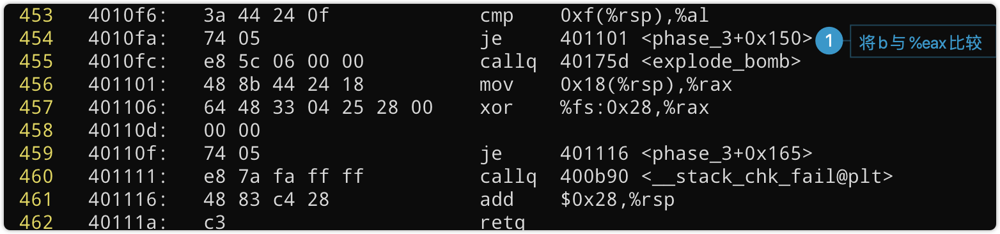 453 4010f6: 3a 44 24 0f cmp 0xf(%rsp),%al
454 4010fa: 74 05 je 401101 <phase_3+0x150> 1 将b与%eax比较
455 4010fc: e8 5c 06 00 00 callq 40175d <explode_bomb>
456 401101: 48 8b 44 24 18 mov 0x18(%rsp),%rax
457 401106: 64 48 33 04 25 28 00 xor %fs:0x28,%rax
458 40110d: 00 00
459 40110f: 74 05 je 401116 <phase_3+0x165>
460 401111: e8 7a fa ff ff callq 400b90 <__stack_chk_fail@plt>
461 401116: 48 83 c4 28 add $0x28,%rsp
462 40111a: c3 retq